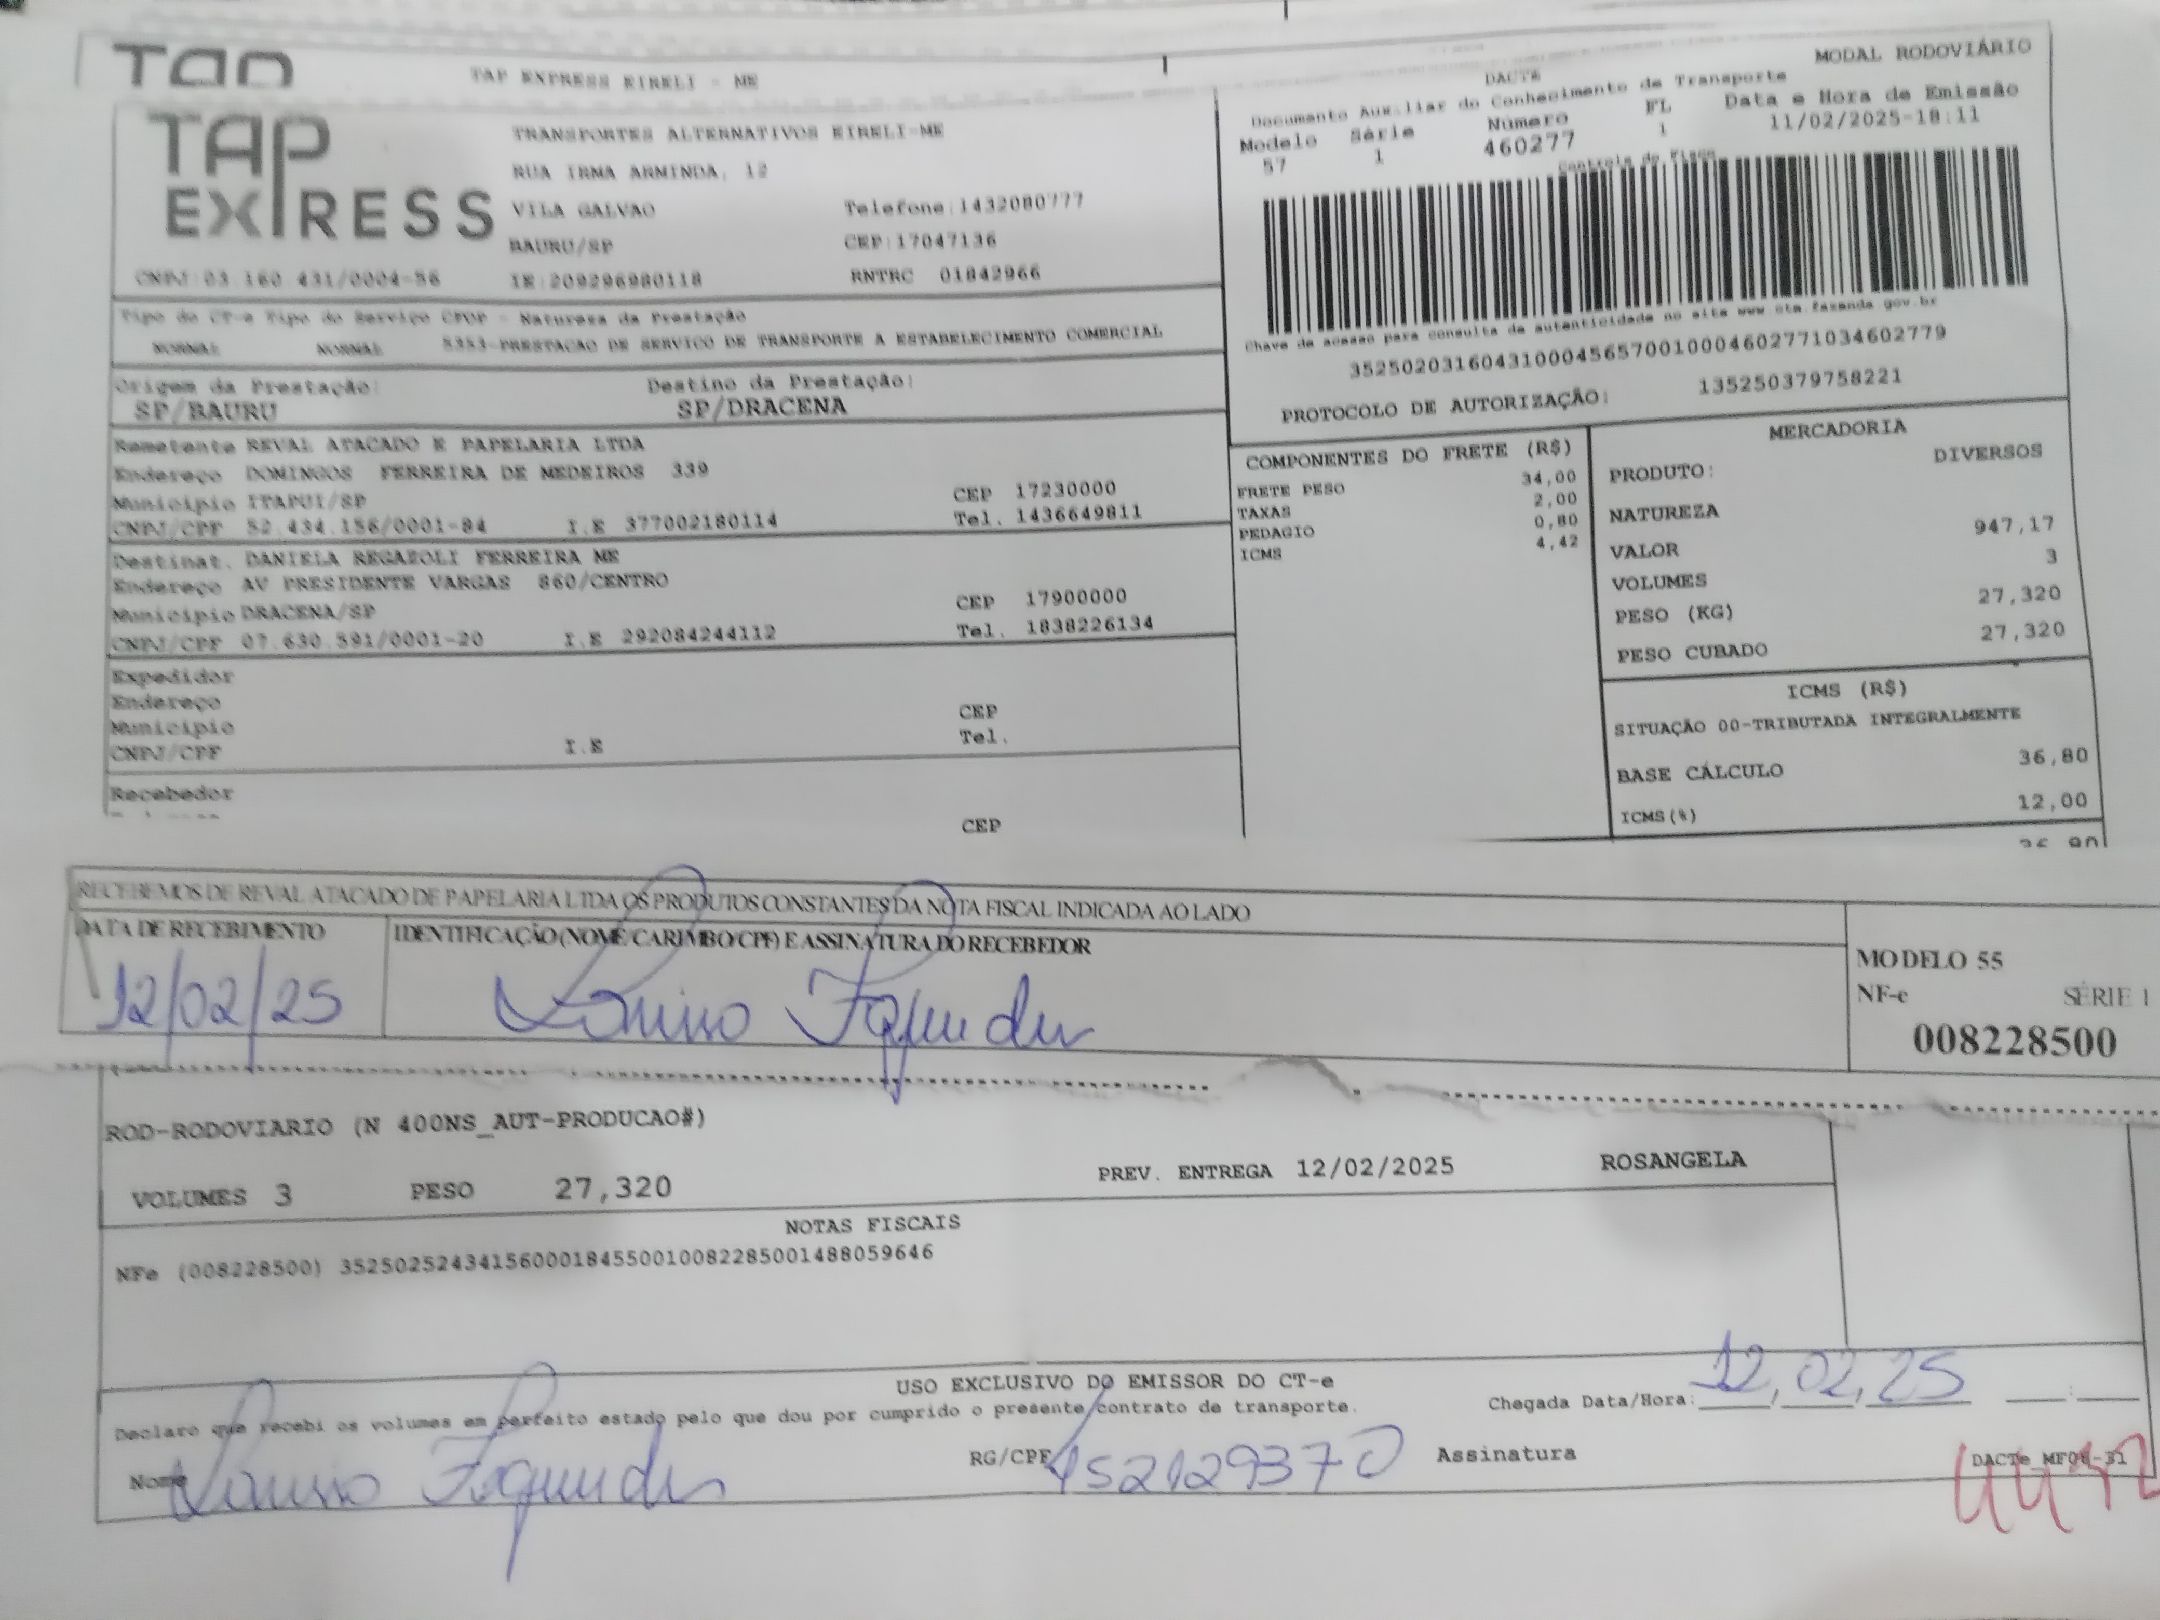 TAP
TAP EXPRESS EIRELI - ME
MODAL RODOVIÁRIO
DACTE
Documento Auxiliar do Conhecimento de Transporte
Modelo Série Número FL Data e Hora de Emissão
57 1 460277 1 11/02/2025-18:11
Controle do Fisco
TAP EXPRESS
TRANSPORTES ALTERNATIVOS EIRELI-ME
RUA IRMA ARMINDA, 12
VILA GALVAO Telefone:1432080777
BAURU/SP CEP:17047136
CNPJ:03.160.431/0004-56 IE:209296980118 RNTRC 01842966
Chave de acesso para consulta de autenticidade no site www.cte.fazenda.gov.br
35250203160431000456570010004602771034602779
PROTOCOLO DE AUTORIZAÇÃO: 135250379758221
Tipo do CT-e Tipo do Serviço CFOP - Natureza da Prestação
NORMAL NORMAL 5353-PRESTACAO DE SERVICO DE TRANSPORTE A ESTABELECIMENTO COMERCIAL
Origem da Prestação: Destino da Prestação:
SP/BAURU SP/DRACENA
Remetente REVAL ATACADO E PAPELARIA LTDA
Endereço DOMINGOS FERREIRA DE MEDEIROS 339
Município ITAPUI/SP CEP 17230000
CNPJ/CPF 52.434.156/0001-84 I.E 377002180114 Tel. 1436649811
Destinat. DANIELA REGAZOLI FERREIRA ME
Endereço AV PRESIDENTE VARGAS 860/CENTRO
Município DRACENA/SP CEP 17900000
CNPJ/CPF 07.630.591/0001-20 I.E 292084244112 Tel. 1838226134
Expedidor
Endereço
Município CEP
CNPJ/CPF I.E Tel.
Recebedor
CEP
COMPONENTES DO FRETE (R$)
FRETE PESO 34,00
TAXAS 2,00
PEDAGIO 0,80
ICMS 4,42
MERCADORIA
PRODUTO: DIVERSOS
NATUREZA
VALOR 947,17
VOLUMES 3
PESO (KG) 27,320
PESO CUBADO 27,320
ICMS (R$)
SITUAÇÃO 00-TRIBUTADA INTEGRALMENTE
BASE CÁLCULO 36,80
ICMS(%) 12,00
RECEBEMOS DE REVAL ATACADO DE PAPELARIA LTDA OS PRODUTOS CONSTANTES DA NOTA FISCAL INDICADA AO LADO
DATA DE RECEBIMENTO IDENTIFICAÇÃO (NOME/CARIMBO/CPF) E ASSINATURA DO RECEBEDOR
12/02/25
MODELO 55
NF-e SÉRIE 1
008228500
ROD-RODOVIARIO (N 400NS_AUT-PRODUCAO#)
VOLUMES 3 PESO 27,320 PREV. ENTREGA 12/02/2025 ROSANGELA
NOTAS FISCAIS
NFe (008228500) 35250252434156000184550010082285001488059646
USO EXCLUSIVO DO EMISSOR DO CT-e
Declaro que recebi os volumes em perfeito estado pelo que dou por cumprido o presente contrato de transporte.
Chegada Data/Hora: 12,02,25
Nome RG/CPF 452129370 Assinatura